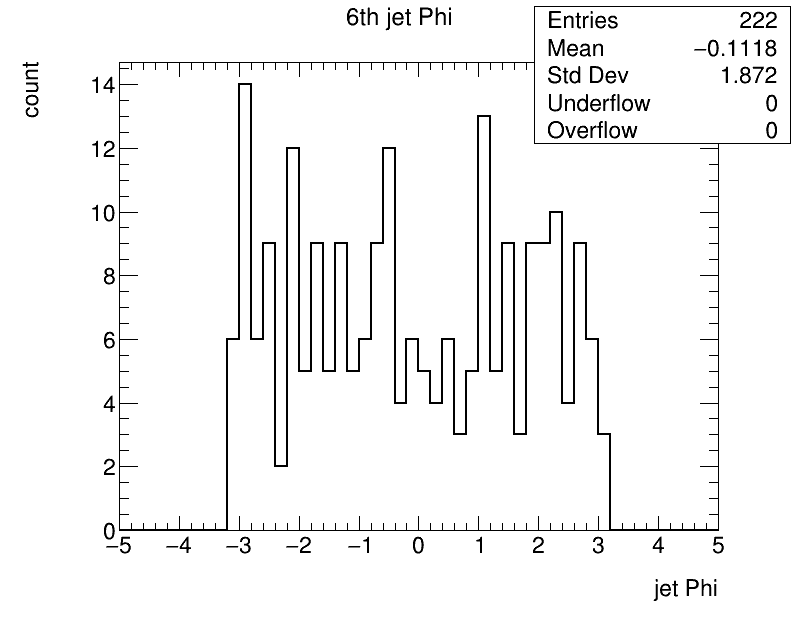 6th jet Phi
Entries 222
Mean −0.1118
Std Dev 1.872
Underflow 0
Overflow 0
count
14
12
10
8
6
4
2
0
−5 −4 −3 −2 −1 0 1 2 3 4 5
jet Phi